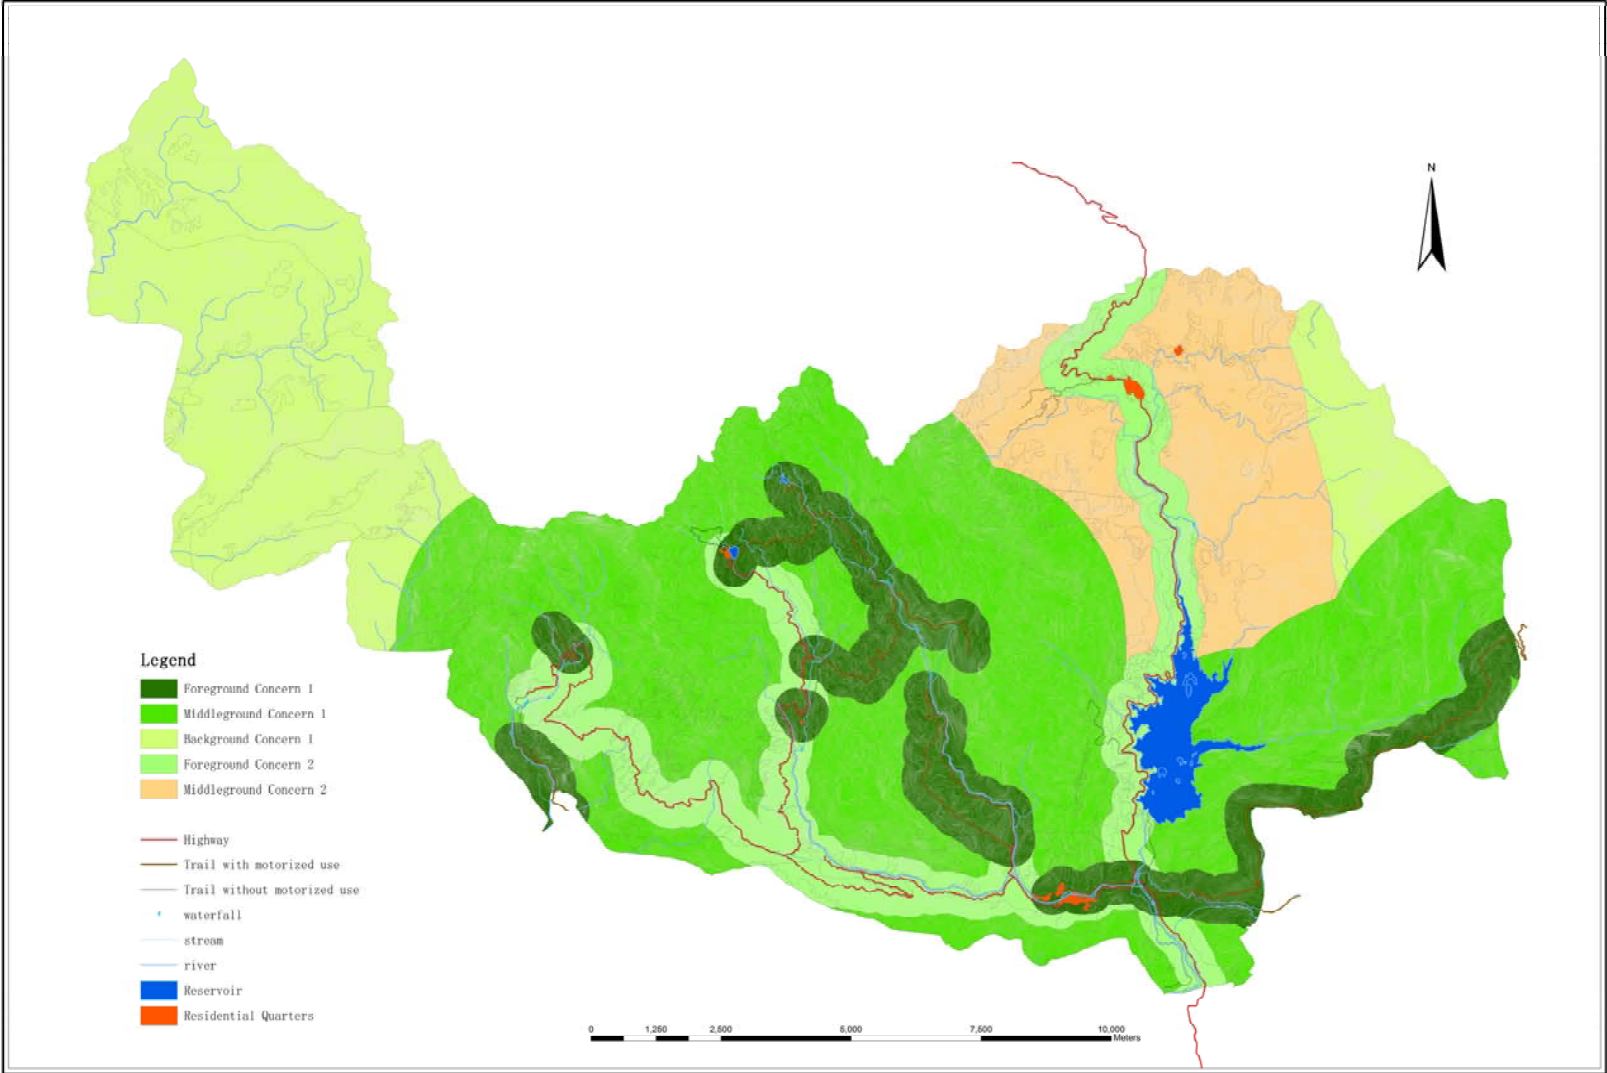 N
Legend
Foreground Concern 1
Middleground Concern 1
Background Concern 1
Foreground Concern 2
Middleground Concern 2
Highway
Trail with motorized use
Trail without motorized use
waterfall
stream
river
Reservoir
Residential Quarters
0 1,250 2,500 5,000 7,500 10,000
Meters